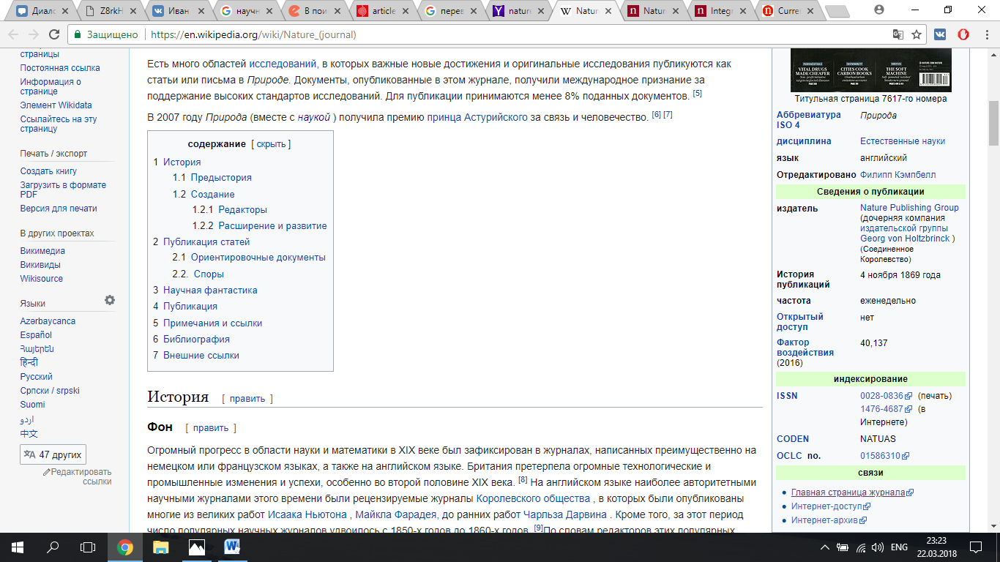 Диало
Z8rkH
Иван
научн
В пои
article
перев
nature
Natur
Natur
Integr
Currer
Защищено
https://en.wikipedia.org/wiki/Nature_(journal)
страницы
Постоянная ссылка
Информация о
странице
Элемент Wikidata
Ссылайтесь на эту
страницу
Печать / экспорт
Создать книгу
Загрузить в формате
PDF
Версия для печати
В других проектах
Викимедиа
Викивиды
Wikisource
Языки
Azərbaycanca
Español
Հայերեն
हिन्दी
Русский
Српски / srpski
Suomi
اردو
中文
47 других
Редактировать
ссылки
Есть много областей исследований, в которых важные новые достижения и оригинальные исследования публикуются как
статьи или письма в Природе. Документы, опубликованные в этом журнале, получили международное признание за
поддержание высоких стандартов исследований. Для публикации принимаются менее 8% поданных документов. [5]
В 2007 году Природа (вместе с наукой ) получила премию принца Астурийского за связь и человечество. [6] [7]
содержание [ скрыть ]
1 История
1.1 Предыстория
1.2 Создание
1.2.1 Редакторы
1.2.2 Расширение и развитие
2 Публикация статей
2.1 Ориентировочные документы
2.2. Споры
3 Научная фантастика
4 Публикация
5 Примечания и ссылки
6 Библиография
7 Внешние ссылки
История [ править ]
Фон [ править ]
Огромный прогресс в области науки и математики в XIX веке был зафиксирован в журналах, написанных преимущественно на
немецком или французском языках, а также на английском языке. Британия претерпела огромные технологические и
промышленные изменения и успехи, особенно во второй половине XIX века. [8] На английском языке наиболее авторитетными
научными журналами этого времени были рецензируемые журналы Королевского общества , в которых были опубликованы
многие из великих работ Исаака Ньютона , Майкла Фарадея, до ранних работ Чарльза Дарвина . Кроме того, за этот период
число популярных научных журналов удвоилось с 1850-х годов до 1860-х годов. [9]По словам редакторов этих популярных
VITAL DRUGS
MADE CHEAPER
CITIES COOK
CARBON BOOKS
THE SOFT
MACHINE
Титульная страница 7617-го номера
Аббревиатура
ISO 4
Природа
дисциплина Естественные науки
язык английский
Отредактировано Филипп Кэмпбелл
Сведения о публикации
издатель Nature Publishing Group
(дочерняя компания
издательской группы
Georg von Holtzbrinck )
(Соединенное
Королевство)
История
публикаций
4 ноября 1869 года
частота еженедельно
Открытый
доступ
нет
Фактор
воздействия
(2016)
40,137
индексирование
ISSN 0028-0836 (печать)
1476-4687 (в
Интернете)
CODEN NATUAS
OCLC no. 01586310
связи
Главная страница журнала
Интернет-доступ
Интернет-архив
ENG
23:23
22.03.2018